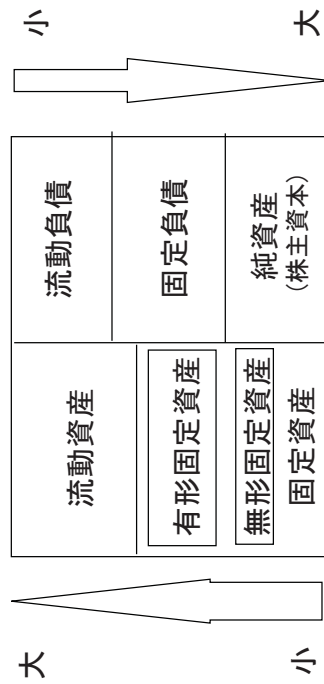 大
小
流動資産
有形固定資産
無形固定資産
固定資産
流動負債
固定負債
純資産
(株主資本)
小
大